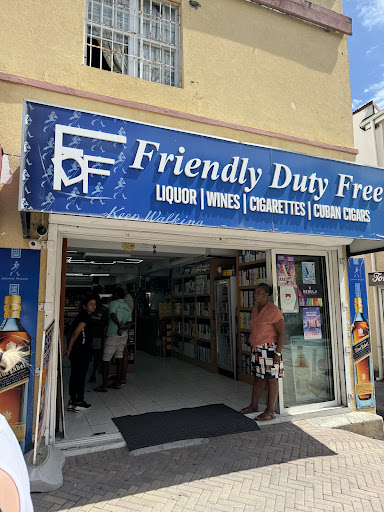 FDF
Friendly Duty Free
LIQUOR | WINES | CIGARETTES | CUBAN CIGARS
Keep Walking